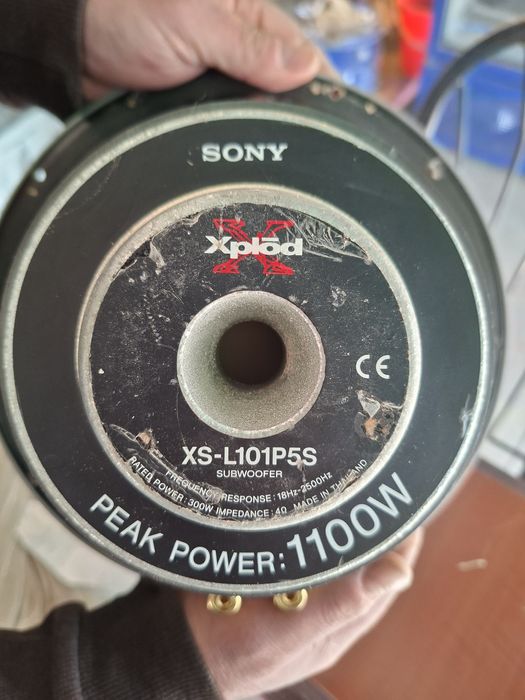 SONY
Xplōd
CE
XS-L101P5S
SUBWOOFER
FREQUENCY RESPONSE : 18Hz-2500Hz
RATED POWER : 300W IMPEDANCE : 4Ω MADE IN THAILAND
PEAK POWER: 1100W